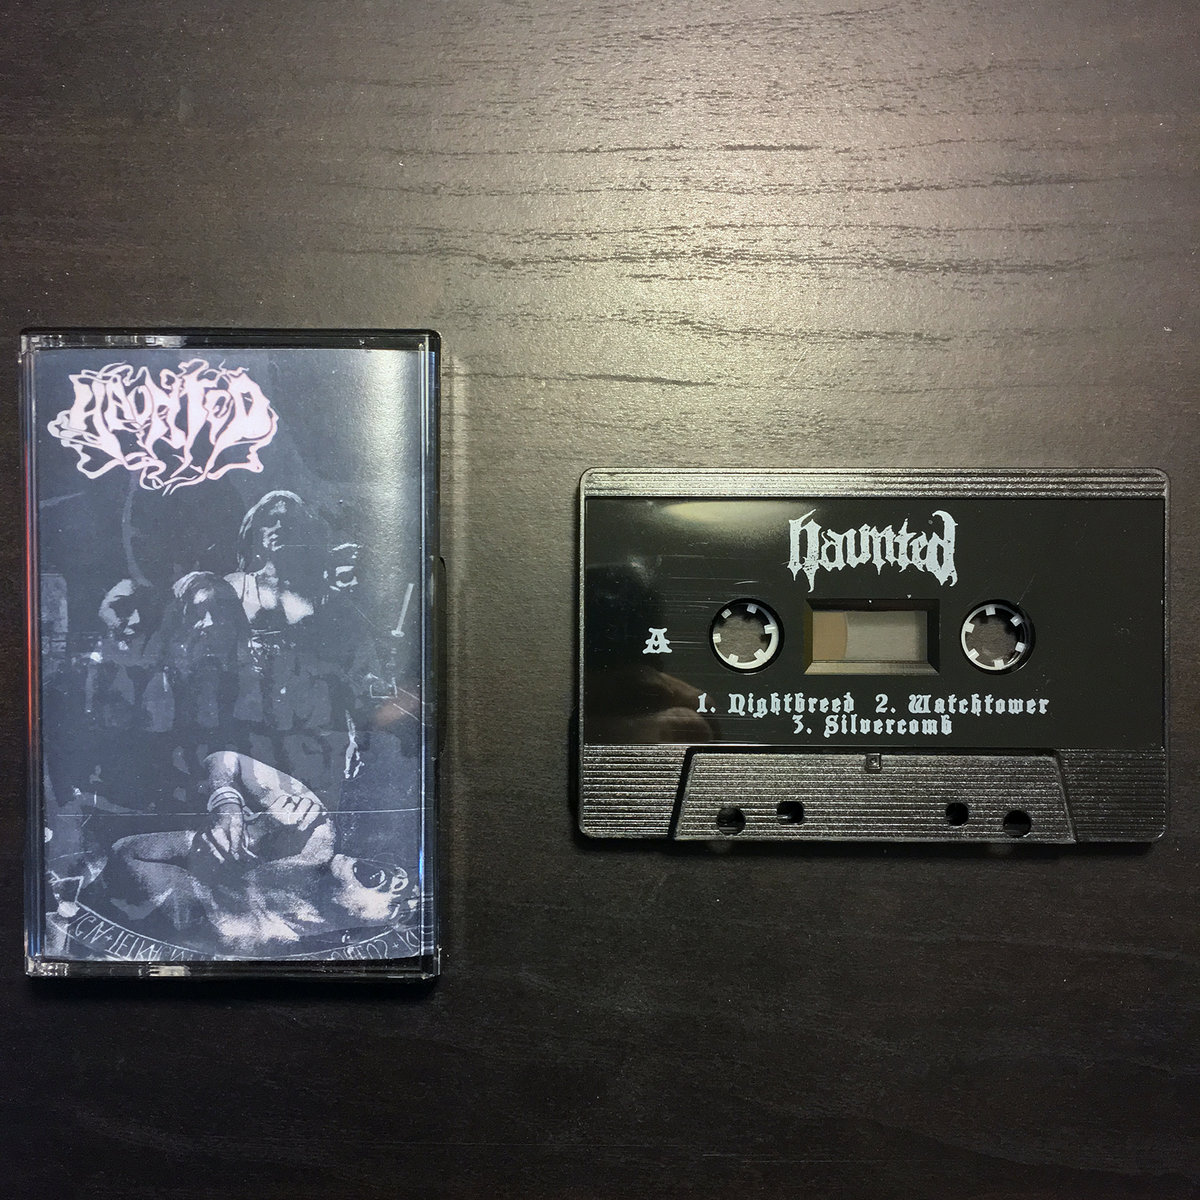 HAUNTED
Haunted
A
1. Nightbreed 2. Watchtower
3. Silvercomb